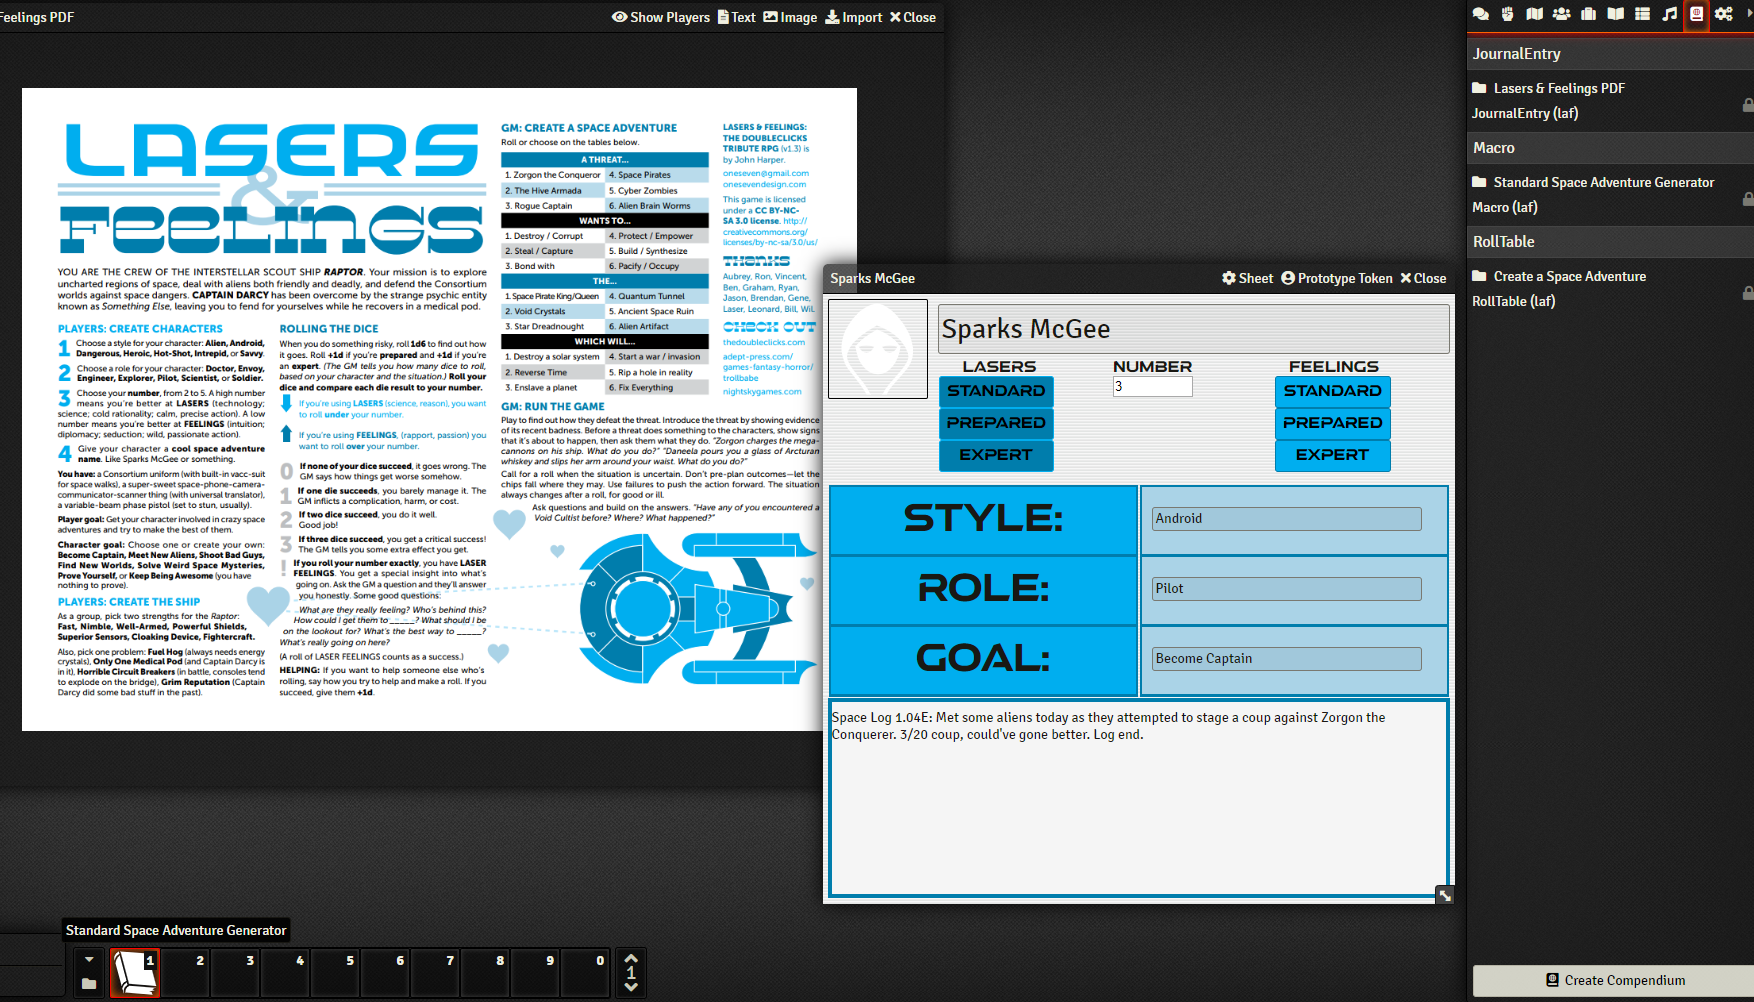 Feelings PDF
Show Players Text Image Import Close
LASERS
&
FEELINGS
YOU ARE THE CREW OF THE INTERSTELLAR SCOUT SHIP RAPTOR. Your mission is to explore
uncharted regions of space, deal with aliens both friendly and deadly, and defend the Consortium
worlds against space dangers. CAPTAIN DARCY has been overcome by the strange psychic entity
known as Something Else, leaving you to fend for yourselves while he recovers in a medical pod.
PLAYERS: CREATE CHARACTERS
1 Choose a style for your character: Alien, Android,
Dangerous, Heroic, Hot-Shot, Intrepid, or Savvy.
2 Choose a role for your character: Doctor, Envoy,
Engineer, Explorer, Pilot, Scientist, or Soldier.
3 Choose your number, from 2 to 5. A high number
means you're better at LASERS (technology;
science; cold rationality; calm, precise action). A low
number means you're better at FEELINGS (intuition;
diplomacy; seduction; wild, passionate action).
4 Give your character a cool space adventure
name. Like Sparks McGee or something.
You have: a Consortium uniform (with built-in vacc-suit
for space walks), a super-sweet space-phone-camera-
communicator-scanner thing (with universal translator),
a variable-beam phase pistol (set to stun, usually).
Player goal: Get your character involved in crazy space
adventures and try to make the best of them.
Character goal: Choose one or create your own:
Become Captain, Meet New Aliens, Shoot Bad Guys,
Find New Worlds, Solve Weird Space Mysteries,
Prove Yourself, or Keep Being Awesome (you have
nothing to prove).
PLAYERS: CREATE THE SHIP
As a group, pick two strengths for the Raptor:
Fast, Nimble, Well-Armed, Powerful Shields,
Superior Sensors, Cloaking Device, Fightercraft.
Also, pick one problem: Fuel Hog (always needs energy
crystals), Only One Medical Pod (and Captain Darcy is
in it), Horrible Circuit Breakers (in battle, consoles tend
to explode on the bridge), Grim Reputation (Captain
Darcy did some bad stuff in the past).
ROLLING THE DICE
When you do something risky, roll 1d6 to find out how
it goes. Roll +1d if you're prepared and +1d if you're
an expert. (The GM tells you how many dice to roll,
based on your character and the situation.) Roll your
dice and compare each die result to your number.
If you're using LASERS (science, reason), you want
to roll under your number.
If you're using FEELINGS, (rapport, passion) you
want to roll over your number.
0 If none of your dice succeed, it goes wrong. The
GM says how things get worse somehow.
1 If one die succeeds, you barely manage it. The
GM inflicts a complication, harm, or cost.
2 If two dice succeed, you do it well.
Good job!
3 If three dice succeed, you get a critical success!
The GM tells you some extra effect you get.
! If you roll your number exactly, you have LASER
FEELINGS. You get a special insight into what's
going on. Ask the GM a question and they'll answer
you honestly. Some good questions:
What are they really feeling? Who's behind this?
How could I get them to _____? What should I be
on the lookout for? What's the best way to _____?
What's really going on here?
(A roll of LASER FEELINGS counts as a success.)
HELPING: If you want to help someone else who's
rolling, say how you try to help and make a roll. If you
succeed, give them +1d.
GM: CREATE A SPACE ADVENTURE
Roll or choose on the tables below.
A THREAT...
1. Zorgon the Conqueror 4. Space Pirates
2. The Hive Armada 5. Cyber Zombies
3. Rogue Captain 6. Alien Brain Worms
WANTS TO...
1. Destroy / Corrupt 4. Protect / Empower
2. Steal / Capture 5. Build / Synthesize
3. Bond with 6. Pacify / Occupy
THE...
1. Space Pirate King/Queen 4. Quantum Tunnel
2. Void Crystals 5. Ancient Space Ruin
3. Star Dreadnought 6. Alien Artifact
WHICH WILL...
1. Destroy a solar system 4. Start a war / invasion
2. Reverse Time 5. Rip a hole in reality
3. Enslave a planet 6. Fix Everything
GM: RUN THE GAME
Play to find out how they defeat the threat. Introduce the threat by showing evidence
of its recent badness. Before a threat does something to the characters, show signs
that it's about to happen, then ask them what they do. "Zorgon charges the mega-
cannons on his ship. What do you do?" "Daneela pours you a glass of Arcturan
whiskey and slips her arm around your waist. What do you do?"
Call for a roll when the situation is uncertain. Don't pre-plan outcomes—let the
chips fall where they may. Use failures to push the action forward. The situation
always changes after a roll, for good or ill.
Ask questions and build on the answers. "Have any of you encountered a
Void Cultist before? Where? What happened?"
LASERS & FEELINGS:
THE DOUBLECLICKS
TRIBUTE RPG (v1.3) is
by John Harper.
oneseven@gmail.com
onesevendesign.com
This game is licensed
under a CC BY-NC-
SA 3.0 license. http://
creativecommons.org/
licenses/by-nc-sa/3.0/us/
THANKS
Aubrey, Ron, Vincent,
Ben, Graham, Ryan,
Jason, Brendan, Gene,
Laser, Leonard, Bill, Wil
CHECK OUT
thedoubleclicks.com
adept-press.com/
games-fantasy-horror/
trollbabe
nightskygames.com
Sparks McGee
Sheet Prototype Token Close
Sparks McGee
LASERS
STANDARD
PREPARED
EXPERT
NUMBER
3
FEELINGS
STANDARD
PREPARED
EXPERT
STYLE:
Android
ROLE:
Pilot
GOAL:
Become Captain
Space Log 1.04E: Met some aliens today as they attempted to stage a coup against Zorgon the
Conquerer. 3/20 coup, could've gone better. Log end.
JournalEntry
Lasers & Feelings PDF
JournalEntry (laf)
Macro
Standard Space Adventure Generator
Macro (laf)
RollTable
Create a Space Adventure
RollTable (laf)
Create Compendium
Standard Space Adventure Generator
1 2 3 4 5 6 7 8 9 0
1